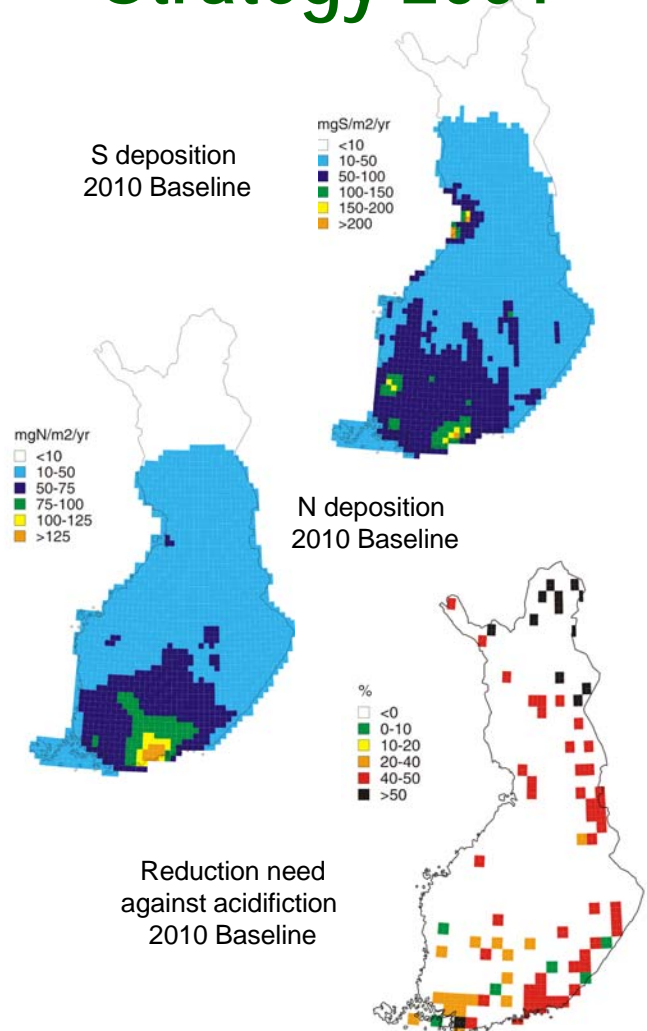 S deposition
2010 Baseline
mgS/m2/yr
<10
10-50
50-100
100-150
150-200
>200
mgN/m2/yr
<10
10-50
50-75
75-100
100-125
>125
N deposition
2010 Baseline
%
<0
0-10
10-20
20-40
40-50
>50
Reduction need
against acidifiction
2010 Baseline